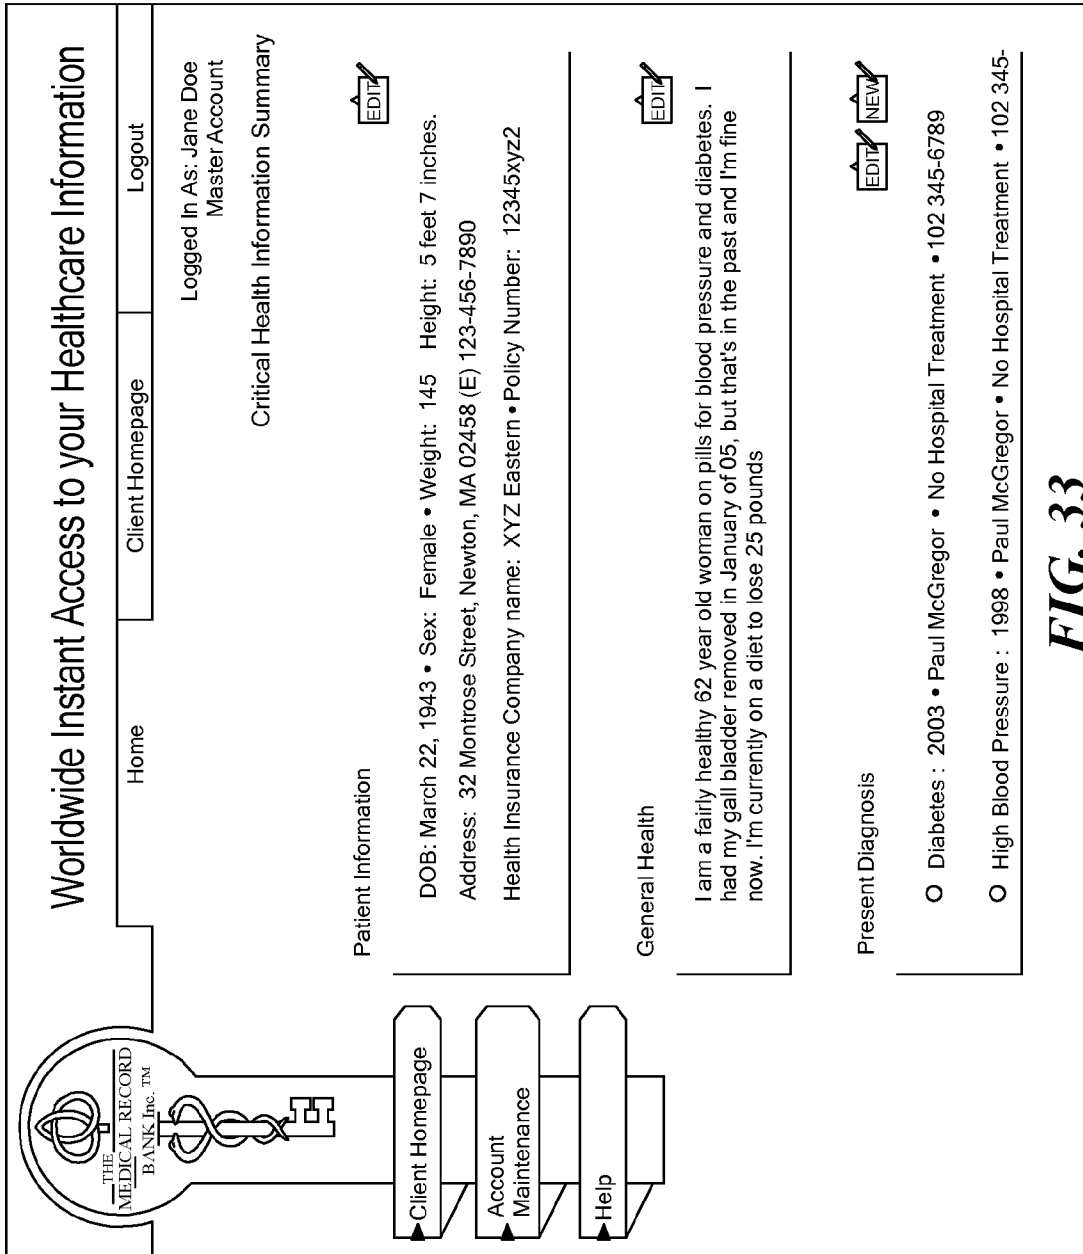 Worldwide Instant Access to your Healthcare Information
THE
MEDICAL RECORD
BANK Inc. ™
Home
Client Homepage
Logout
Logged In As: Jane Doe
Master Account
Critical Health Information Summary
▶Client Homepage
▶Account
Maintenance
▶Help
Patient Information
EDIT
DOB: March 22, 1943 • Sex: Female • Weight: 145 Height: 5 feet 7 inches.
Address: 32 Montrose Street, Newton, MA 02458 (E) 123-456-7890
Health Insurance Company name: XYZ Eastern • Policy Number: 12345xyz2
General Health
EDIT
I am a fairly healthy 62 year old woman on pills for blood pressure and diabetes. I
had my gall bladder removed in January of 05, but that's in the past and I'm fine
now. I'm currently on a diet to lose 25 pounds
Present Diagnosis
EDIT
NEW
O Diabetes : 2003 • Paul McGregor • No Hospital Treatment • 102 345-6789
O High Blood Pressure : 1998 • Paul McGregor • No Hospital Treatment • 102 345-
FIG. 33